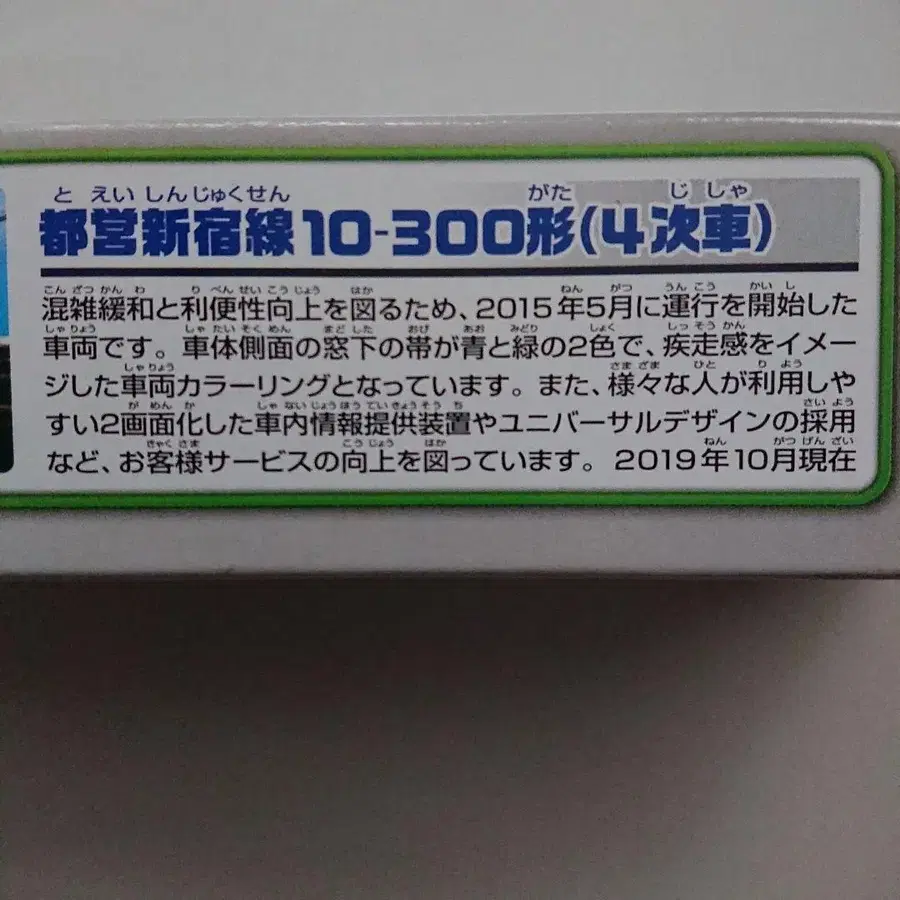 と えい しん じゅく せん がた じ しゃ
都営新宿線10-300形(4次車)
こん ざつ かん わ り べん せい こう じょう はか ねん がつ うん こう かい し
混雑緩和と利便性向上を図るため、2015年5月に運行を開始した
しゃ りょう しゃ たい そく めん まど した おび あお みどり しょく しっ そう かん
車両です。車体側面の窓下の帯が青と緑の2色で、疾走感をイメー
しゃ りょう さま ざま ひと り よう
ジした車両カラーリングとなっています。また、様々な人が利用しや
が めん か しゃ ない じょう ほう てい きょう そう ち さい よう
すい2画面化した車内情報提供装置やユニバーサルデザインの採用
きゃく さま こう じょう はか ねん がつ げん ざい
など、お客様サービスの向上を図っています。2019年10月現在